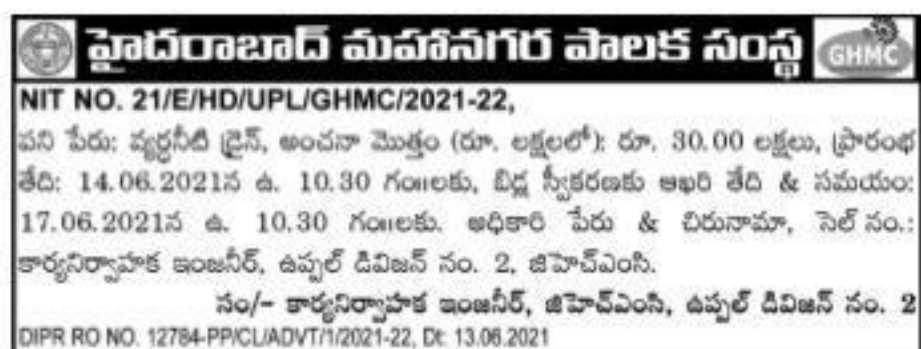 హైదరాబాద్ మహానగర పాలక సంస్థ GHMC
NIT NO. 21/E/HD/UPL/GHMC/2021-22,
పని పేరు: వ్యర్థనీటి డ్రైన్, అంచనా మొత్తం (రూ. లక్షలలో): రూ. 30.00 లక్షలు, ప్రారంభ
తేది: 14.06.2021న ఉ. 10.30 గం॥లకు, బిడ్ల స్వీకరణకు ఆఖరి తేది & సమయం:
17.06.2021న ఉ. 10.30 గం॥లకు. అధికారి పేరు & చిరునామా, సెల్ నం.:
కార్యనిర్వాహక ఇంజనీర్, ఉప్పల్ డివిజన్ నం. 2, జిహెచ్ఎంసి.
సం/- కార్యనిర్వాహక ఇంజనీర్, జిహెచ్ఎంసి, ఉప్పల్ డివిజన్ నం. 2
DIPR RO NO. 12784-PP/CL/ADVT/1/2021-22, Dt: 13.06.2021